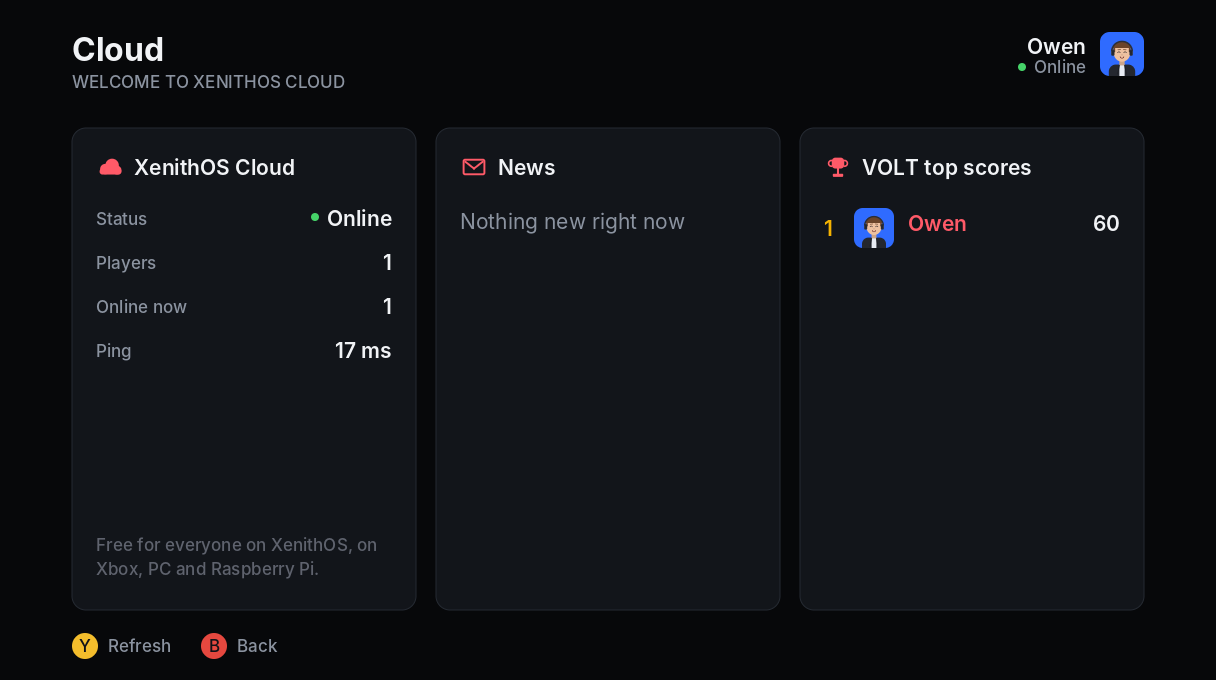 Cloud
WELCOME TO XENITHOS CLOUD
Owen
Online
XenithOS Cloud
Status Online
Players 1
Online now 1
Ping 17 ms
Free for everyone on XenithOS, on
Xbox, PC and Raspberry Pi.
News
Nothing new right now
VOLT top scores
1 Owen 60
Y Refresh B Back